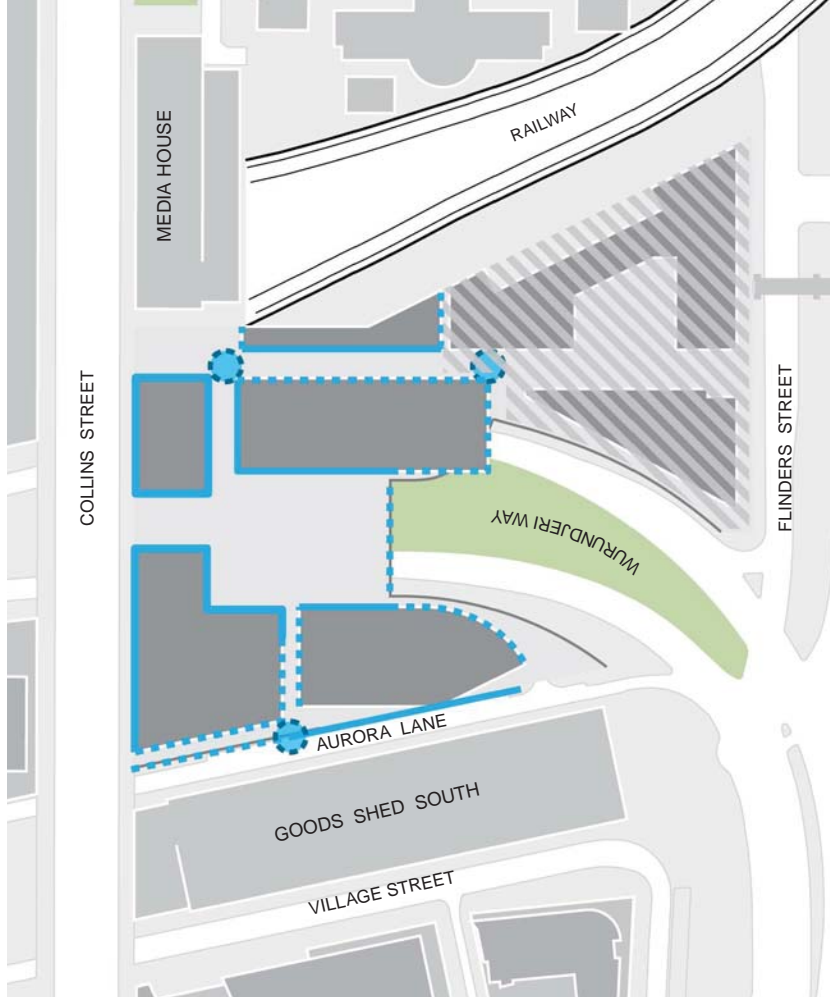 RAILWAY
MEDIA HOUSE
COLLINS STREET
FLINDERS STREET
WURUNDJERI WAY
AURORA LANE
GOODS SHED SOUTH
VILLAGE STREET